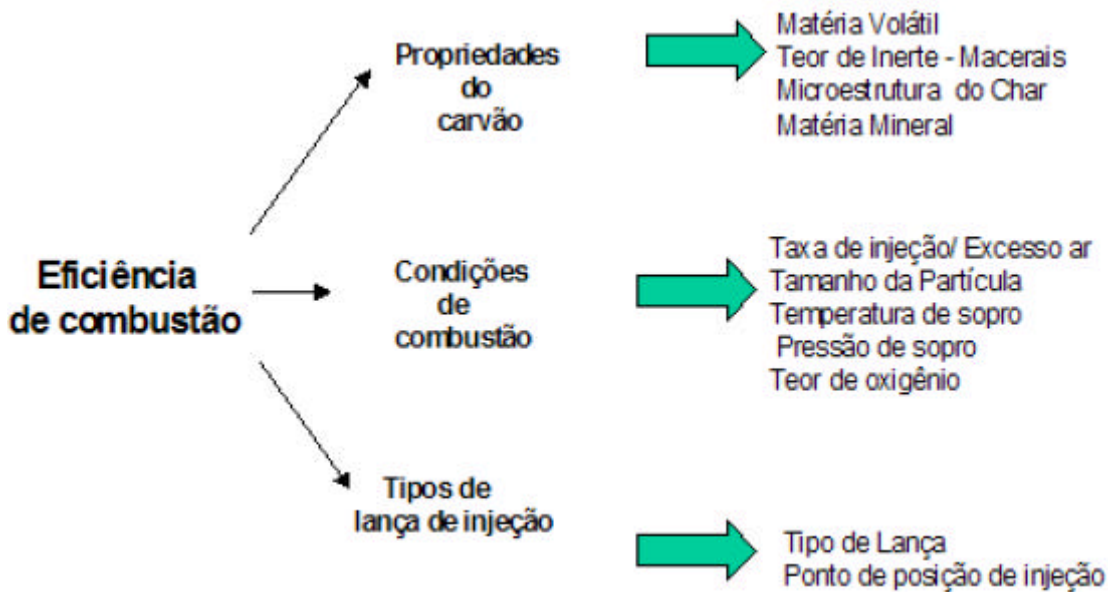 Propriedades
do
carvão
Matéria Volátil
Teor de Inerte - Macerais
Microestrutura do Char
Matéria Mineral
Eficiência
de combustão
Condições
de
combustão
Taxa de injeção/ Excesso ar
Tamanho da Partícula
Temperatura de sopro
Pressão de sopro
Teor de oxigênio
Tipos de
lança de injeção
Tipo de Lança
Ponto de posição de injeção